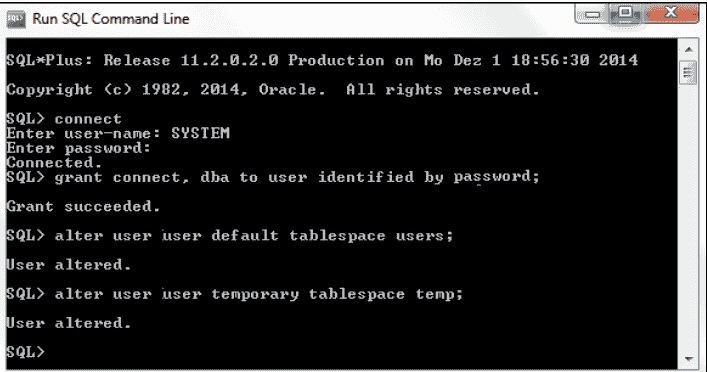 Run SQL Command Line
SQL*Plus: Release 11.2.0.2.0 Production on Mo Dez 1 18:56:30 2014
Copyright (c) 1982, 2014, Oracle.  All rights reserved.
SQL> connect
Enter user-name: SYSTEM
Enter password:
Connected.
SQL> grant connect, dba to user identified by password;
Grant succeeded.
SQL> alter user user default tablespace users;
User altered.
SQL> alter user user temporary tablespace temp;
User altered.
SQL>